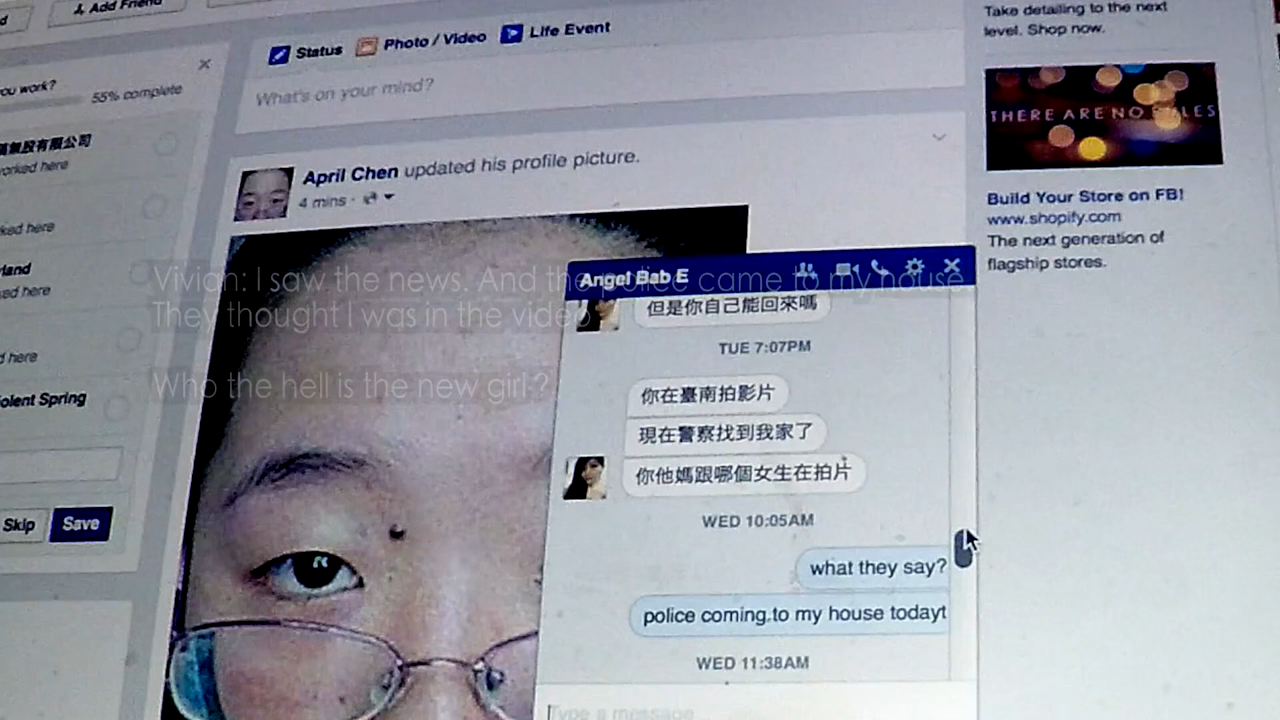 Add Friend
Status
Photo / Video
Life Event
What's on your mind?
you work?
55% complete
限公司
worked here
ked here
land
ed here
d here
olent Spring
Skip
Save
April Chen updated his profile picture.
4 mins
Vivian: I saw the news. And the police came to my house.
They thought I was in the video.
Who the hell is the new girl?
Angel Bab E
但是你自己能回來嗎
TUE 7:07PM
你在臺南拍影片
現在警察找到我家了
你他媽跟哪個女生在拍片
WED 10:05AM
what they say?
police coming.to my house todayt
WED 11:38AM
Type a message...
Take detailing to the next
level. Shop now.
THERE ARE NO RULES
Build Your Store on FB!
www.shopify.com
The next generation of
flagship stores.